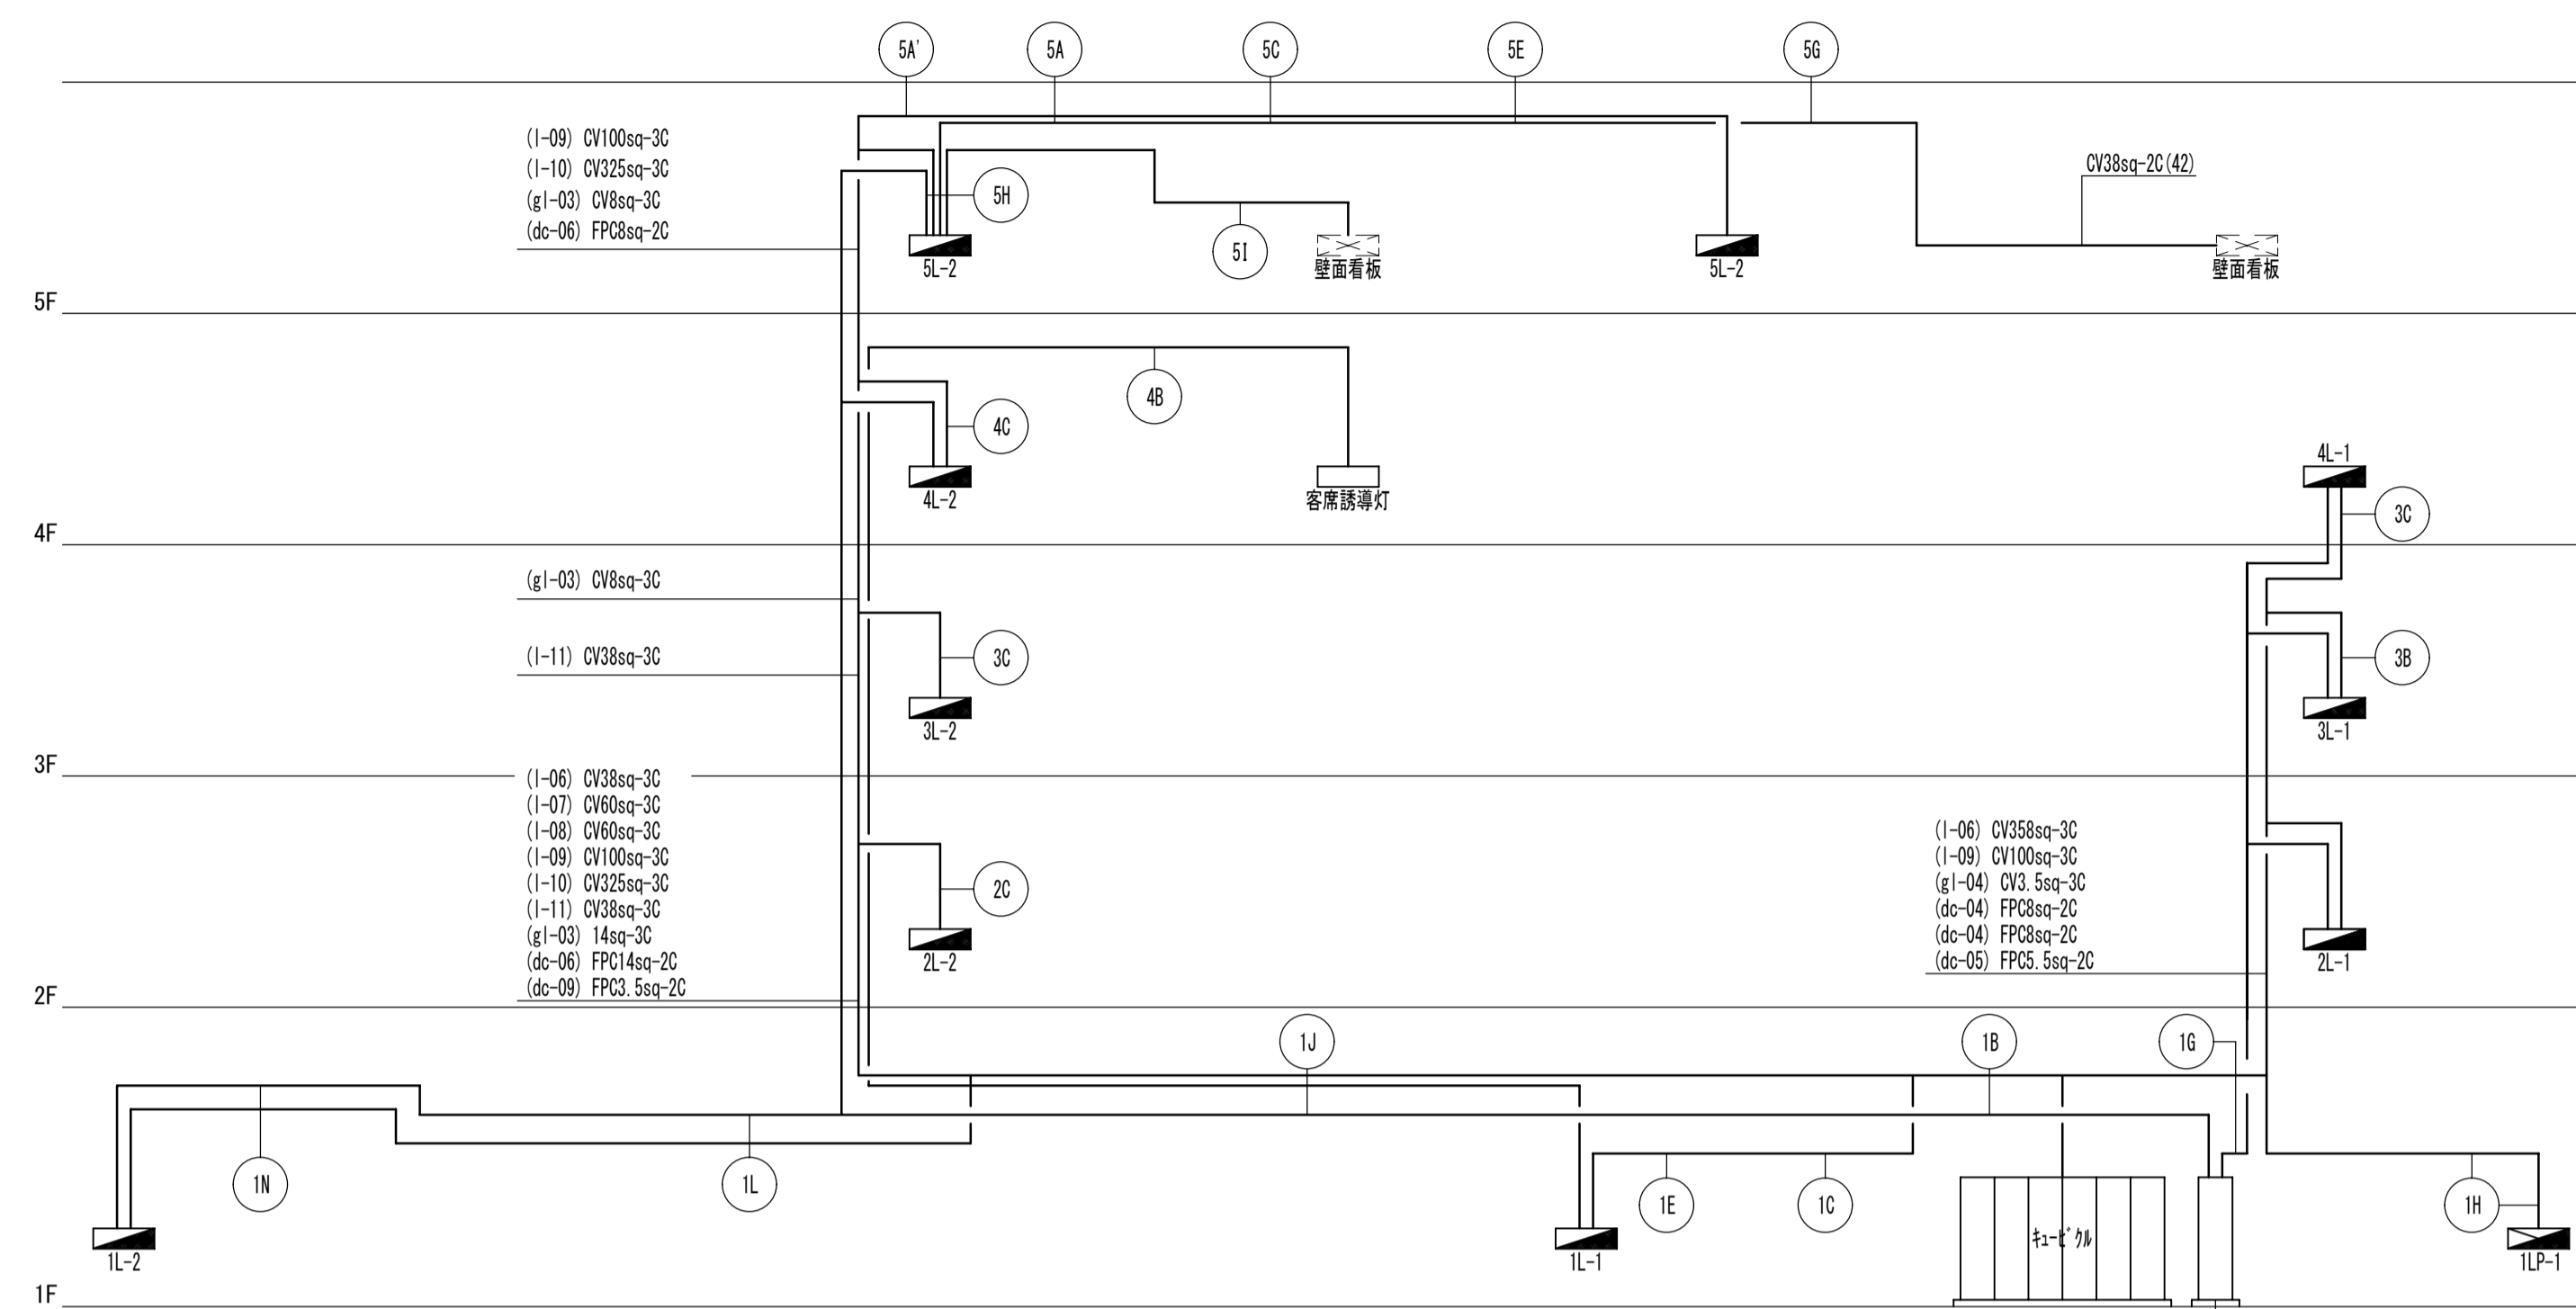 5A'
5A
5C
5E
5G
(l-09) CV100sq-3C
(l-10) CV325sq-3C
(gl-03) CV8sq-3C
(dc-06) FPC8sq-2C
CV38sq-2C(42)
5H
5I
5L-2
壁面看板
5L-2
壁面看板
5F
4B
4C
4L-2
客席誘導灯
4L-1
3C
4F
(gl-03) CV8sq-3C
(l-11) CV38sq-3C
3C
3B
3L-2
3L-1
3F
(l-06) CV38sq-3C
(l-07) CV60sq-3C
(l-08) CV60sq-3C
(l-09) CV100sq-3C
(l-10) CV325sq-3C
(l-11) CV38sq-3C
(gl-03) 14sq-3C
(dc-06) FPC14sq-2C
(dc-09) FPC3.5sq-2C
2C
2L-2
(l-06) CV358sq-3C
(l-09) CV100sq-3C
(gl-04) CV3.5sq-3C
(dc-04) FPC8sq-2C
(dc-04) FPC8sq-2C
(dc-05) FPC5.5sq-2C
2L-1
2F
1J
1B
1G
1N
1L
1E
1C
1H
キュービクル
1L-2
1L-1
1LP-1
1F